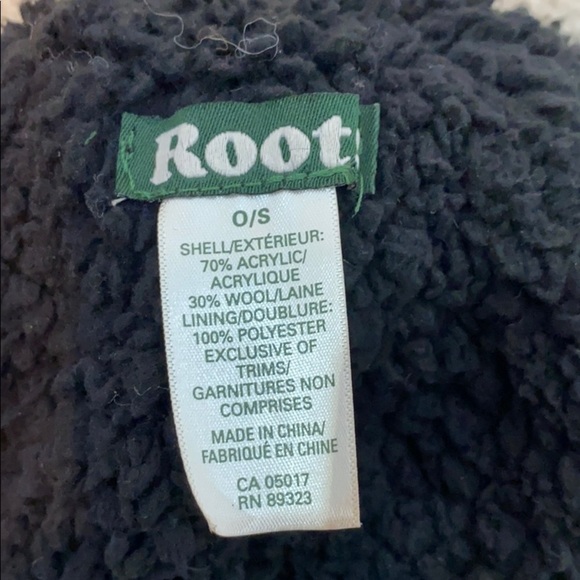 Roots
O/S
SHELL/EXTÉRIEUR:
70% ACRYLIC/
ACRYLIQUE
30% WOOL/LAINE
LINING/DOUBLURE:
100% POLYESTER
EXCLUSIVE OF
TRIMS/
GARNITURES NON
COMPRISES
MADE IN CHINA/
FABRIQUÉ EN CHINE
CA 05017
RN 89323